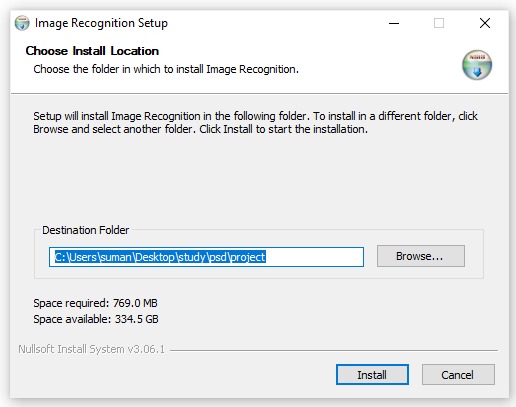 Image Recognition Setup
Choose Install Location
Choose the folder in which to install Image Recognition.
Setup will install Image Recognition in the following folder. To install in a different folder, click
Browse and select another folder. Click Install to start the installation.
Destination Folder
C:\Users\suman\Desktop\study\psd\project
Browse...
Space required: 769.0 MB
Space available: 334.5 GB
Nullsoft Install System v3.06.1
Install
Cancel